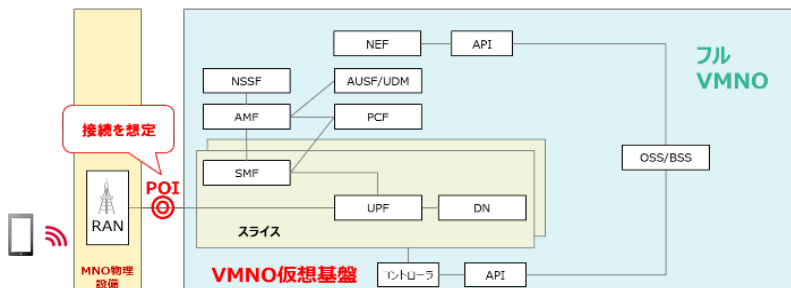 NEF
API
フル
VMNO
NSSF
AUSF/UDM
AMF
PCF
接続を想定
OSS/BSS
SMF
POI
RAN
UPF
DN
スライス
MNO物理
設備
VMNO仮想基盤
コントローラ
API